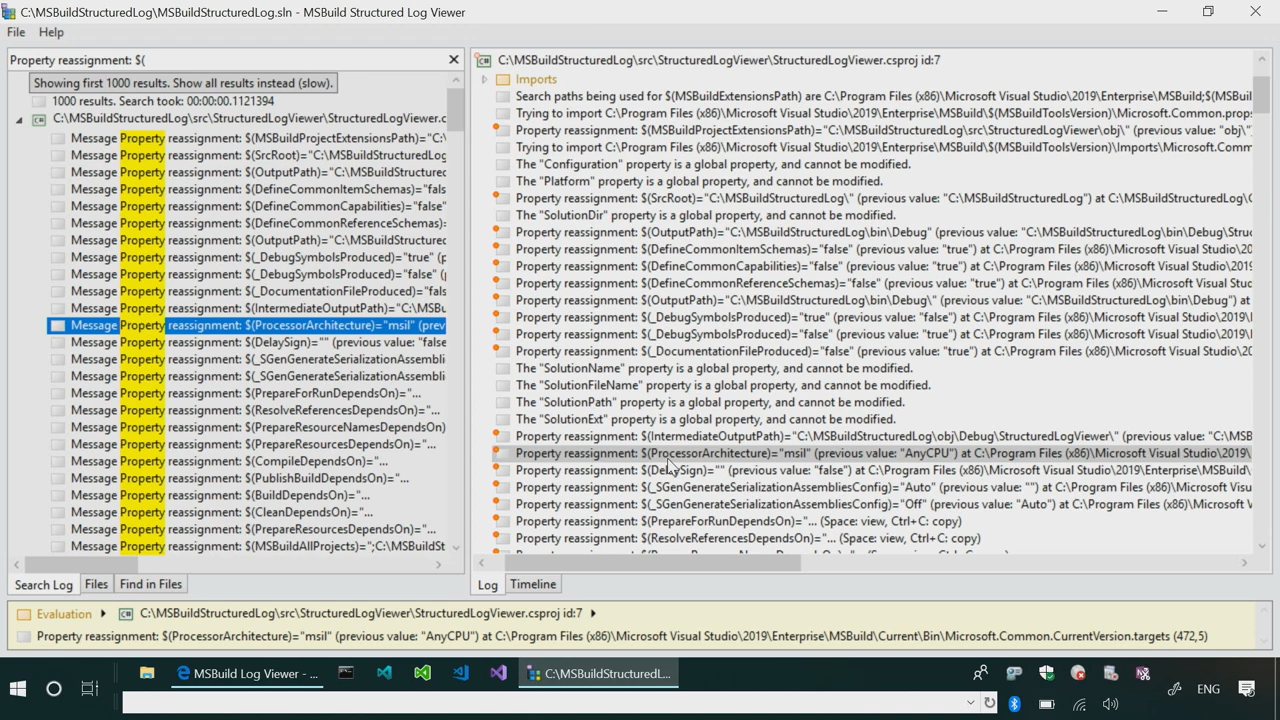 C:\MSBuildStructuredLog\MSBuildStructuredLog.sln - MSBuild Structured Log Viewer
File Help
Property reassignment: $(
Showing first 1000 results. Show all results instead (slow).
1000 results. Search took: 00:00:00.1121394
C:\MSBuildStructuredLog\src\StructuredLogViewer\StructuredLogViewer.c
Message Property reassignment: $(MSBuildProjectExtensionsPath)="C:\
Message Property reassignment: $(SrcRoot)="C:\MSBuildStructuredLog
Message Property reassignment: $(OutputPath)="C:\MSBuildStructured
Message Property reassignment: $(DefineCommonItemSchemas)="fals
Message Property reassignment: $(DefineCommonCapabilities)="false"
Message Property reassignment: $(DefineCommonReferenceSchemas)=
Message Property reassignment: $(OutputPath)="C:\MSBuildStructured
Message Property reassignment: $(_DebugSymbolsProduced)="true" (p
Message Property reassignment: $(_DebugSymbolsProduced)="false" (
Message Property reassignment: $(_DocumentationFileProduced)="fals
Message Property reassignment: $(IntermediateOutputPath)="C:\MSBu
Message Property reassignment: $(ProcessorArchitecture)="msil" (prev
Message Property reassignment: $(DelaySign)="" (previous value: "false
Message Property reassignment: $(_SGenGenerateSerializationAssembli
Message Property reassignment: $(_SGenGenerateSerializationAssembli
Message Property reassignment: $(PrepareForRunDependsOn)="...
Message Property reassignment: $(ResolveReferencesDependsOn)="...
Message Property reassignment: $(PrepareResourceNamesDependsOn)
Message Property reassignment: $(PrepareResourcesDependsOn)="...
Message Property reassignment: $(CompileDependsOn)="...
Message Property reassignment: $(PublishBuildDependsOn)="...
Message Property reassignment: $(BuildDependsOn)="...
Message Property reassignment: $(CleanDependsOn)="...
Message Property reassignment: $(PrepareResourcesDependsOn)="...
Message Property reassignment: $(MSBuildAllProjects)=";C:\MSBuildSt
Search Log Files Find in Files
C:\MSBuildStructuredLog\src\StructuredLogViewer\StructuredLogViewer.csproj id:7
Imports
Search paths being used for $(MSBuildExtensionsPath) are C:\Program Files (x86)\Microsoft Visual Studio\2019\Enterprise\MSBuild;$(MSBuil
Trying to import C:\Program Files (x86)\Microsoft Visual Studio\2019\Enterprise\MSBuild\$(MSBuildToolsVersion)\Microsoft.Common.props
Property reassignment: $(MSBuildProjectExtensionsPath)="C:\MSBuildStructuredLog\src\StructuredLogViewer\obj\" (previous value: "obj\"
Trying to import C:\Program Files (x86)\Microsoft Visual Studio\2019\Enterprise\MSBuild\$(MSBuildToolsVersion)\Imports\Microsoft.Comm
The "Configuration" property is a global property, and cannot be modified.
The "Platform" property is a global property, and cannot be modified.
Property reassignment: $(SrcRoot)="C:\MSBuildStructuredLog\" (previous value: "C:\MSBuildStructuredLog") at C:\MSBuildStructuredLog\
The "SolutionDir" property is a global property, and cannot be modified.
Property reassignment: $(OutputPath)="C:\MSBuildStructuredLog\bin\Debug" (previous value: "C:\MSBuildStructuredLog\bin\Debug\Stru
Property reassignment: $(DefineCommonItemSchemas)="false" (previous value: "true") at C:\Program Files (x86)\Microsoft Visual Studio\20
Property reassignment: $(DefineCommonCapabilities)="false" (previous value: "true") at C:\Program Files (x86)\Microsoft Visual Studio\2019
Property reassignment: $(DefineCommonReferenceSchemas)="false" (previous value: "true") at C:\Program Files (x86)\Microsoft Visual Stud
Property reassignment: $(OutputPath)="C:\MSBuildStructuredLog\bin\Debug\" (previous value: "C:\MSBuildStructuredLog\bin\Debug") at
Property reassignment: $(_DebugSymbolsProduced)="true" (previous value: "false") at C:\Program Files (x86)\Microsoft Visual Studio\2019\
Property reassignment: $(_DebugSymbolsProduced)="false" (previous value: "true") at C:\Program Files (x86)\Microsoft Visual Studio\2019\
Property reassignment: $(_DocumentationFileProduced)="false" (previous value: "true") at C:\Program Files (x86)\Microsoft Visual Studio\20
The "SolutionName" property is a global property, and cannot be modified.
The "SolutionFileName" property is a global property, and cannot be modified.
The "SolutionPath" property is a global property, and cannot be modified.
The "SolutionExt" property is a global property, and cannot be modified.
Property reassignment: $(IntermediateOutputPath)="C:\MSBuildStructuredLog\obj\Debug\StructuredLogViewer\" (previous value: "C:\MSB
Property reassignment: $(ProcessorArchitecture)="msil" (previous value: "AnyCPU") at C:\Program Files (x86)\Microsoft Visual Studio\2019\
Property reassignment: $(DelaySign)="" (previous value: "false") at C:\Program Files (x86)\Microsoft Visual Studio\2019\Enterprise\MSBuild\
Property reassignment: $(_SGenGenerateSerializationAssembliesConfig)="Auto" (previous value: "") at C:\Program Files (x86)\Microsoft Visua
Property reassignment: $(_SGenGenerateSerializationAssembliesConfig)="Off" (previous value: "Auto") at C:\Program Files (x86)\Microsoft V
Property reassignment: $(PrepareForRunDependsOn)="... (Space: view, Ctrl+C: copy)
Property reassignment: $(ResolveReferencesDependsOn)="... (Space: view, Ctrl+C: copy)
Log Timeline
Evaluation C:\MSBuildStructuredLog\src\StructuredLogViewer\StructuredLogViewer.csproj id:7
Property reassignment: $(ProcessorArchitecture)="msil" (previous value: "AnyCPU") at C:\Program Files (x86)\Microsoft Visual Studio\2019\Enterprise\MSBuild\Current\Bin\Microsoft.Common.CurrentVersion.targets (472,5)
MSBuild Log Viewer - ... C:\MSBuildStructuredL... ENG